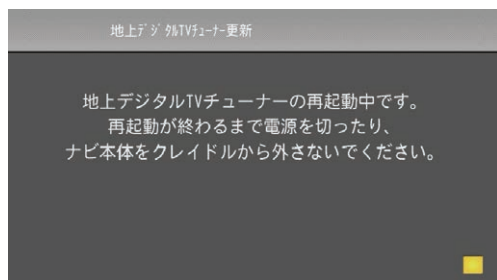 地上ﾃﾞｼﾞﾀﾙTVﾁｭｰﾅｰ更新
地上デジタルTVチューナーの再起動中です。
再起動が終わるまで電源を切ったり、
ナビ本体をクレイドルから外さないでください。